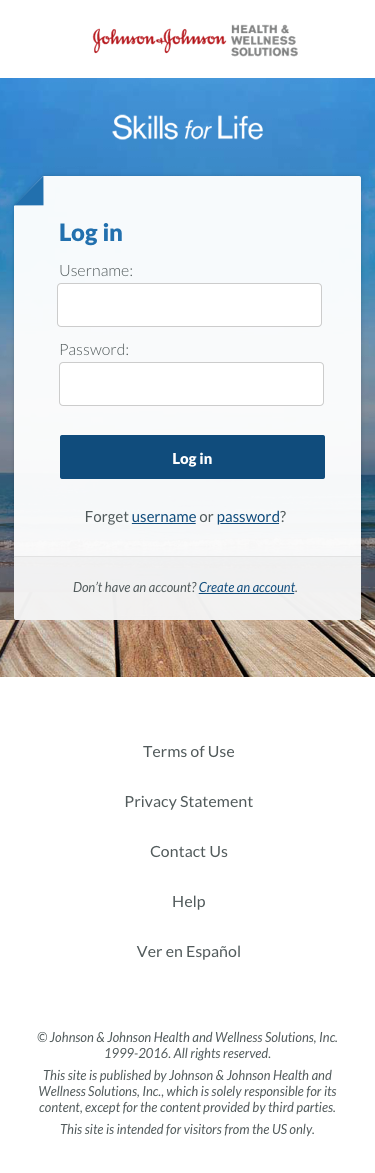 Johnson & Johnson HEALTH &
WELLNESS
SOLUTIONS
Skills for Life
Log in
Username:
Password:
Log in
Forget username or password?
Don't have an account? Create an account.
Terms of Use
Privacy Statement
Contact Us
Help
Ver en Español
© Johnson & Johnson Health and Wellness Solutions, Inc.
1999-2016. All rights reserved.
This site is published by Johnson & Johnson Health and
Wellness Solutions, Inc., which is solely responsible for its
content, except for the content provided by third parties.
This site is intended for visitors from the US only.